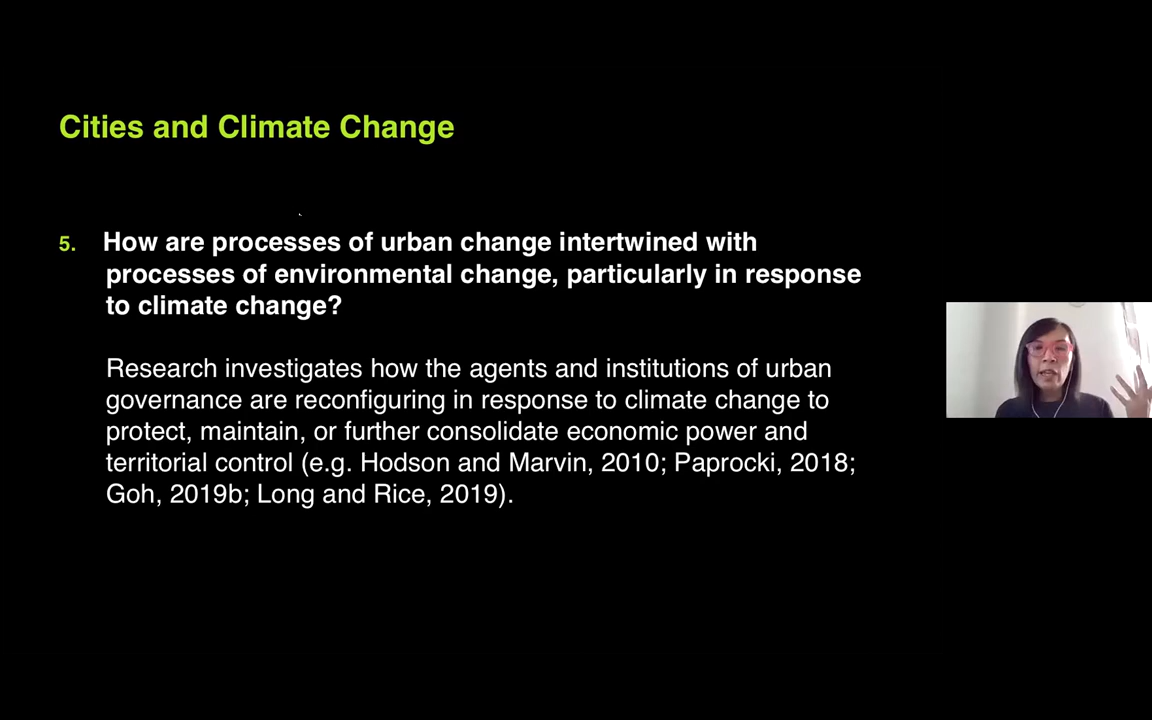 Cities and Climate Change
5. How are processes of urban change intertwined with
processes of environmental change, particularly in response
to climate change?
Research investigates how the agents and institutions of urban
governance are reconfiguring in response to climate change to
protect, maintain, or further consolidate economic power and
territorial control (e.g. Hodson and Marvin, 2010; Paprocki, 2018;
Goh, 2019b; Long and Rice, 2019).